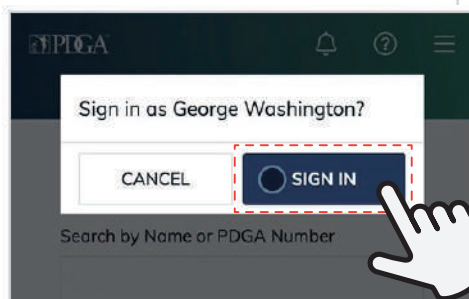 PDGA
Sign in as George Washington?
CANCEL
SIGN IN
Search by Name or PDGA Number